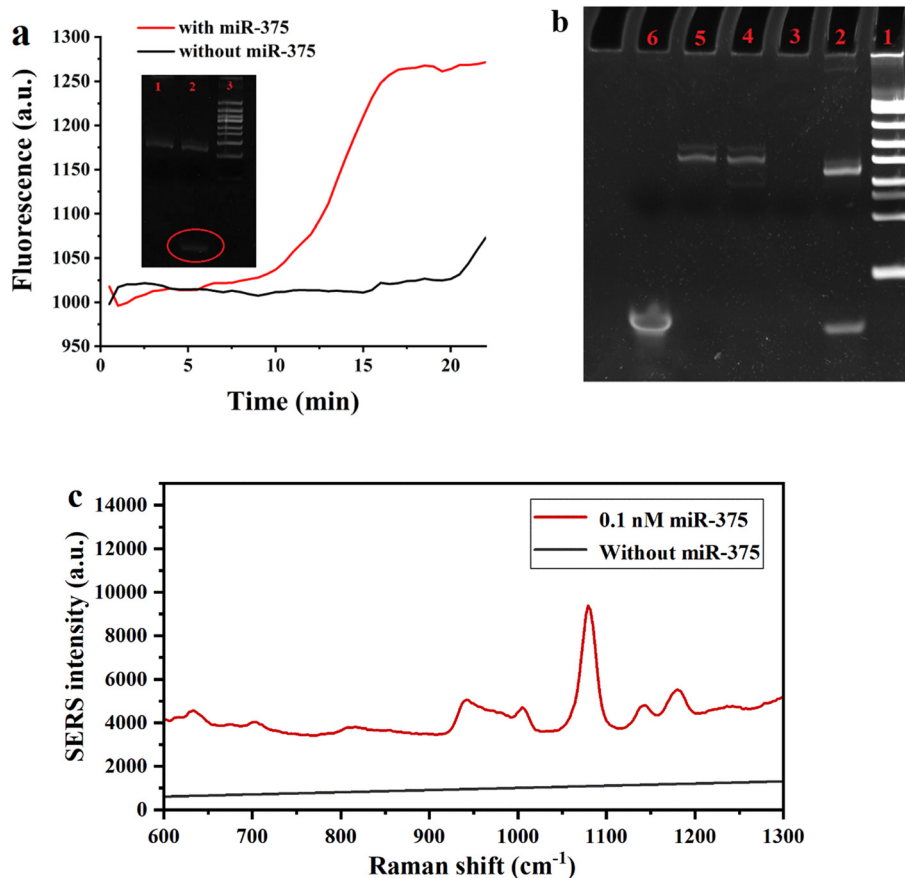 a
with miR-375
without miR-375
1300
1250
1200
1150
1100
1050
1000
950
Fluorescence (a.u.)
1 2 3
0 5 10 15 20
Time (min)
b
6 5 4 3 2 1
c
14000
12000
10000
8000
6000
4000
2000
0
SERS intensity (a.u.)
0.1 nM miR-375
Without miR-375
600 700 800 900 1000 1100 1200 1300
Raman shift (cm⁻¹)